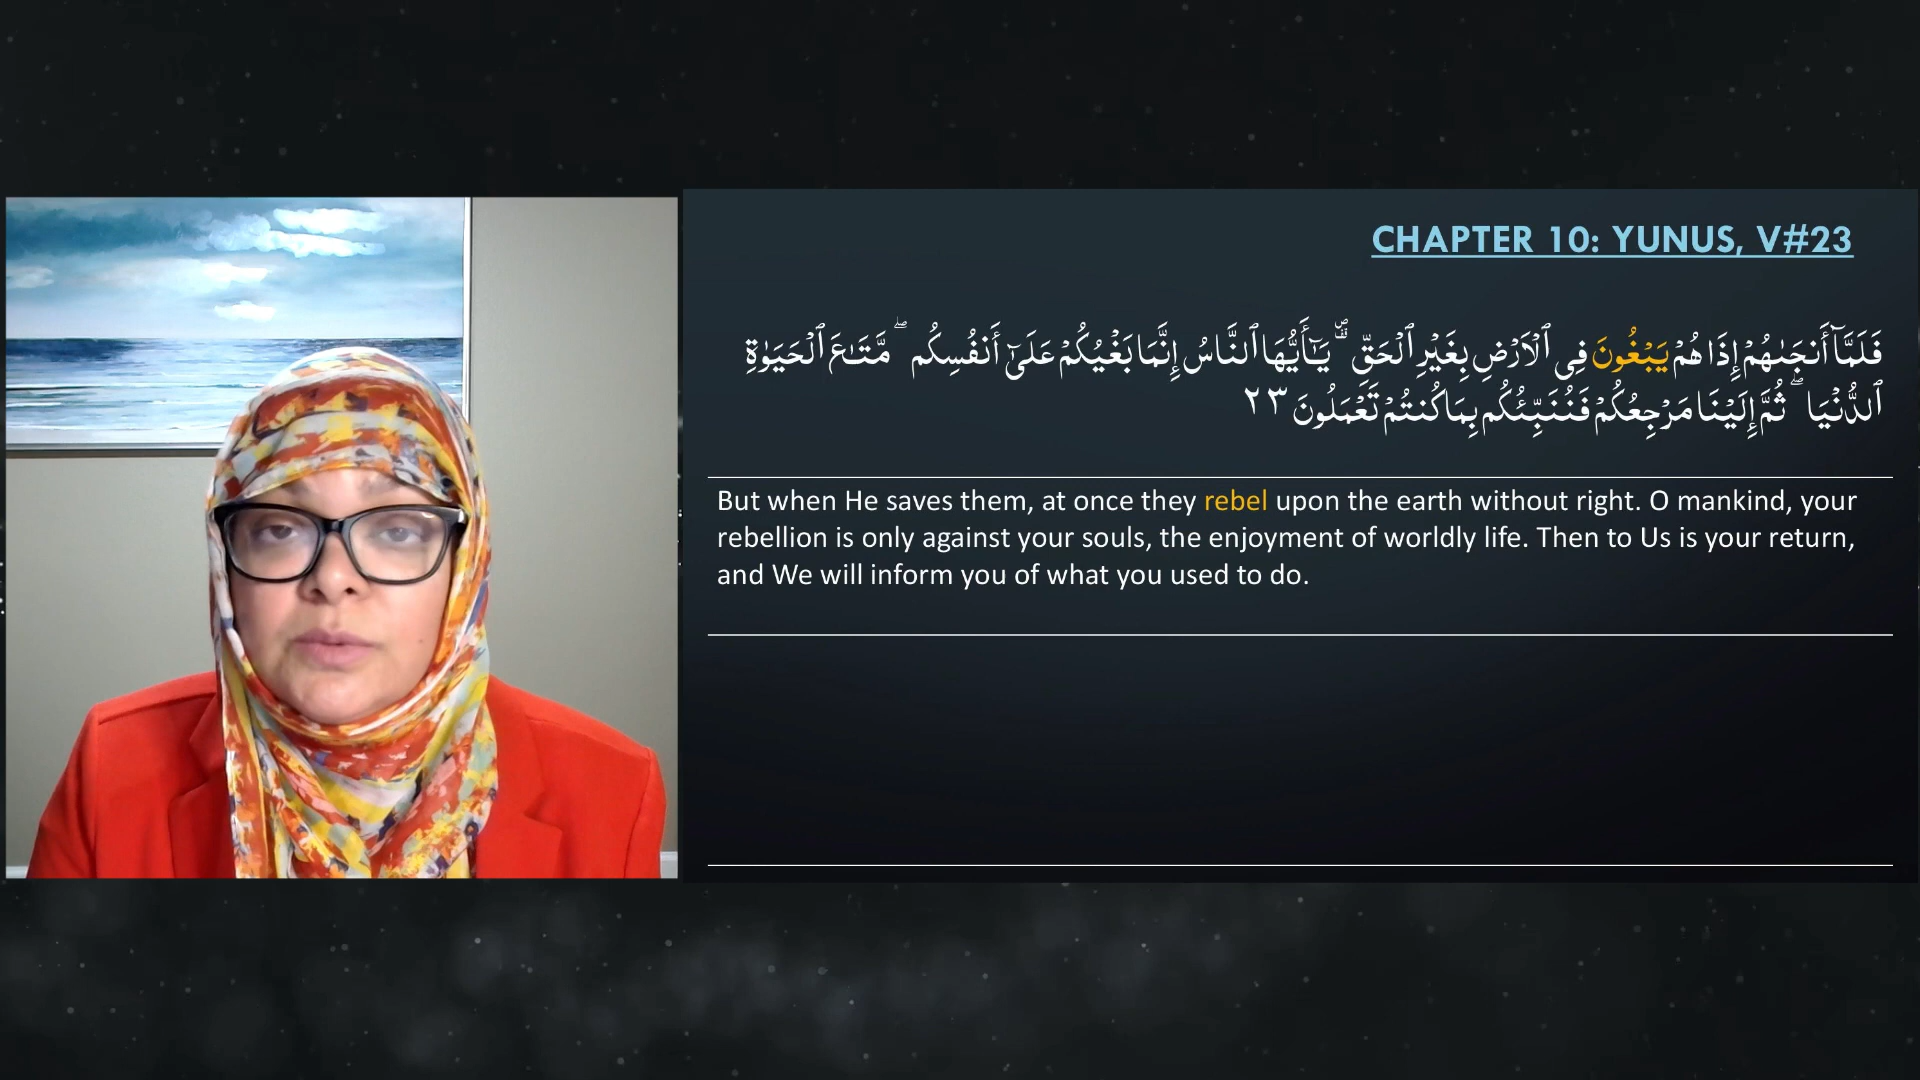 CHAPTER 10: YUNUS, V#23
فَلَمَّآ أَنجَىٰهُمْ إِذَا هُمْ يَبْغُونَ فِى ٱلْأَرْضِ بِغَيْرِ ٱلْحَقِّ ۗ يَـٰٓأَيُّهَا ٱلنَّاسُ إِنَّمَا بَغْيُكُمْ عَلَىٰٓ أَنفُسِكُم ۖ مَّتَـٰعَ ٱلْحَيَوٰةِ
ٱلدُّنْيَا ۖ ثُمَّ إِلَيْنَا مَرْجِعُكُمْ فَنُنَبِّئُكُم بِمَا كُنتُمْ تَعْمَلُونَ ٢٣
But when He saves them, at once they rebel upon the earth without right. O mankind, your
rebellion is only against your souls, the enjoyment of worldly life. Then to Us is your return,
and We will inform you of what you used to do.